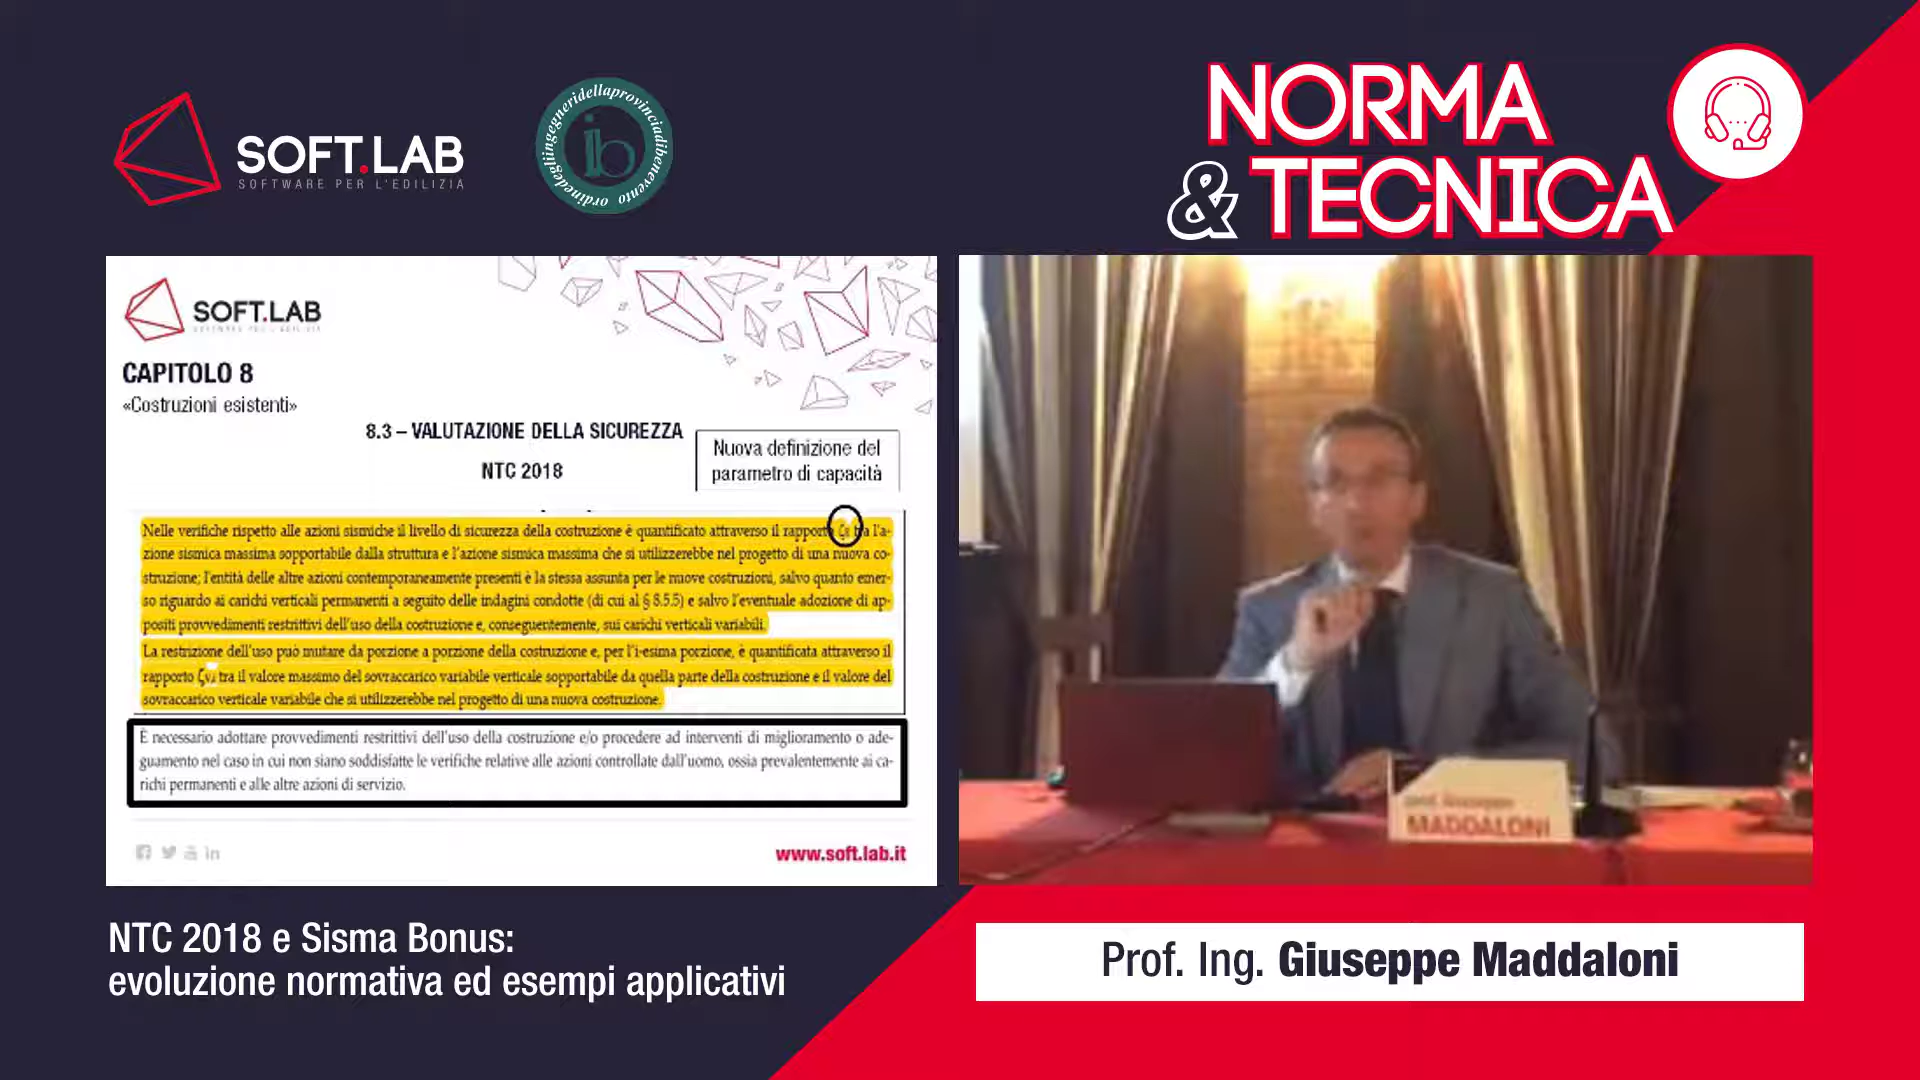 SOFT.LAB
SOFTWARE PER L'EDILIZIA
ordinedegliingegneridellaprovinciadibenevento
ib
NORMA
& TECNICA
SOFT.LAB
SOFTWARE PER L'EDILIZIA
CAPITOLO 8
«Costruzioni esistenti»
8.3 – VALUTAZIONE DELLA SICUREZZA
NTC 2018
Nuova definizione del
parametro di capacità
Nelle verifiche rispetto alle azioni sismiche il livello di sicurezza della costruzione è quantificato attraverso il rapporto ζE tra l'a-
zione sismica massima sopportabile dalla struttura e l'azione sismica massima che si utilizzerebbe nel progetto di una nuova co-
struzione; l'entità delle altre azioni contemporaneamente presenti è la stessa assunta per le nuove costruzioni, salvo quanto emer-
so riguardo ai carichi verticali permanenti a seguito delle indagini condotte (di cui al § 8.5.5) e salvo l'eventuale adozione di ap-
positi provvedimenti restrittivi dell'uso della costruzione e, conseguentemente, sui carichi verticali variabili.
La restrizione dell'uso può mutare da porzione a porzione della costruzione e, per l'i-esima porzione, è quantificata attraverso il
rapporto ζv,i tra il valore massimo del sovraccarico variabile verticale sopportabile da quella parte della costruzione e il valore del
sovraccarico verticale variabile che si utilizzerebbe nel progetto di una nuova costruzione.
È necessario adottare provvedimenti restrittivi dell'uso della costruzione e/o procedere ad interventi di miglioramento o ade-
guamento nel caso in cui non siano soddisfatte le verifiche relative alle azioni controllate dall'uomo, ossia prevalentemente ai ca-
richi permanenti e alle altre azioni di servizio.
www.soft.lab.it
prof. Giuseppe
MADDALONI
NTC 2018 e Sisma Bonus:
evoluzione normativa ed esempi applicativi
Prof. Ing. Giuseppe Maddaloni